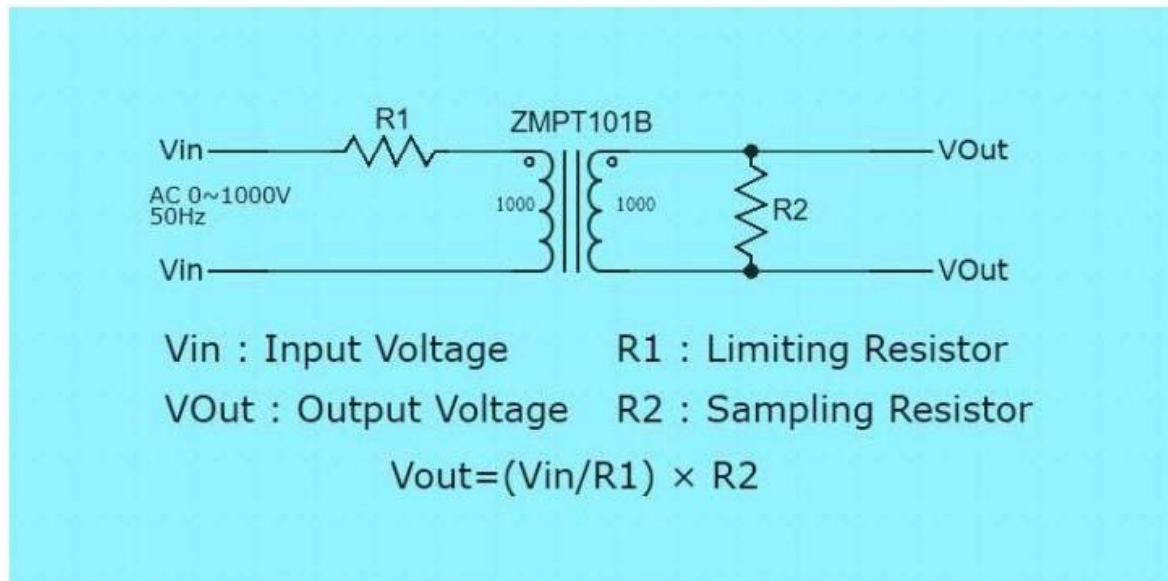 R1
ZMPT101B
Vin
VOut
AC 0~1000V
50Hz
1000
1000
R2
Vin
VOut
Vin : Input Voltage
R1 : Limiting Resistor
VOut : Output Voltage
R2 : Sampling Resistor
Vout=(Vin/R1) × R2